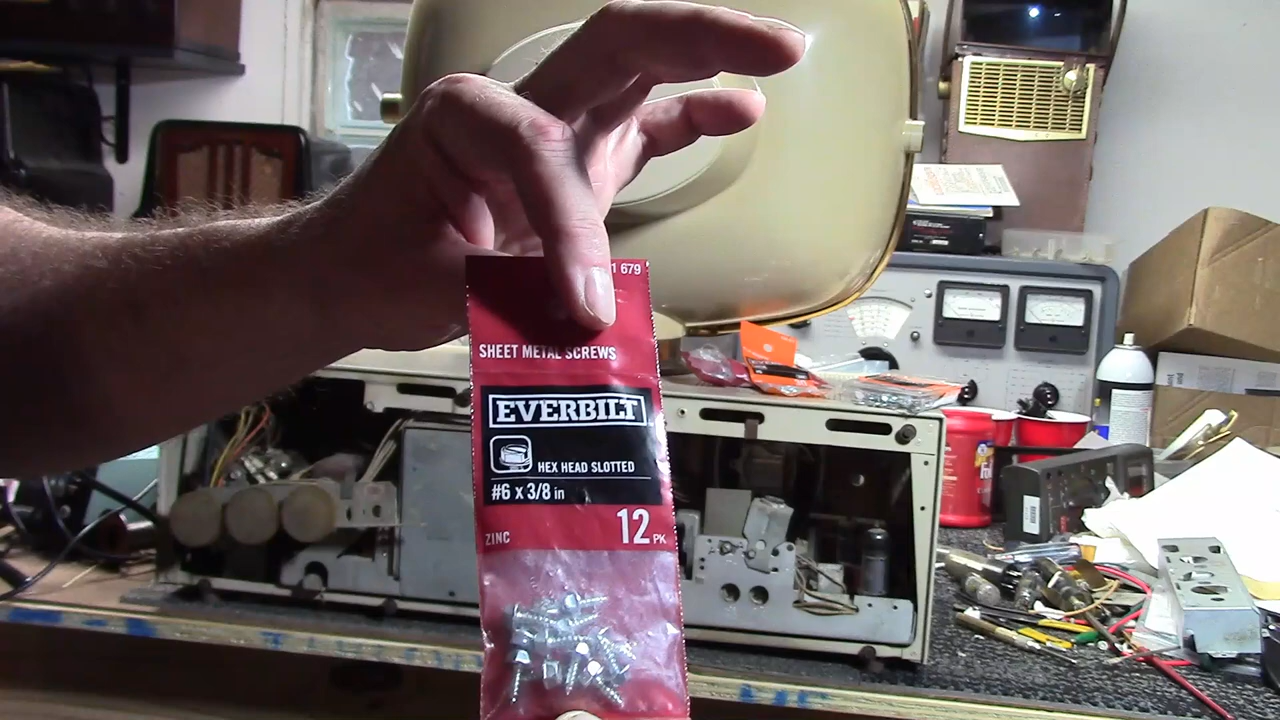 1 679
SHEET METAL SCREWS
EVERBILT
HEX HEAD SLOTTED
#6 x 3/8 in
12 PK
ZINC